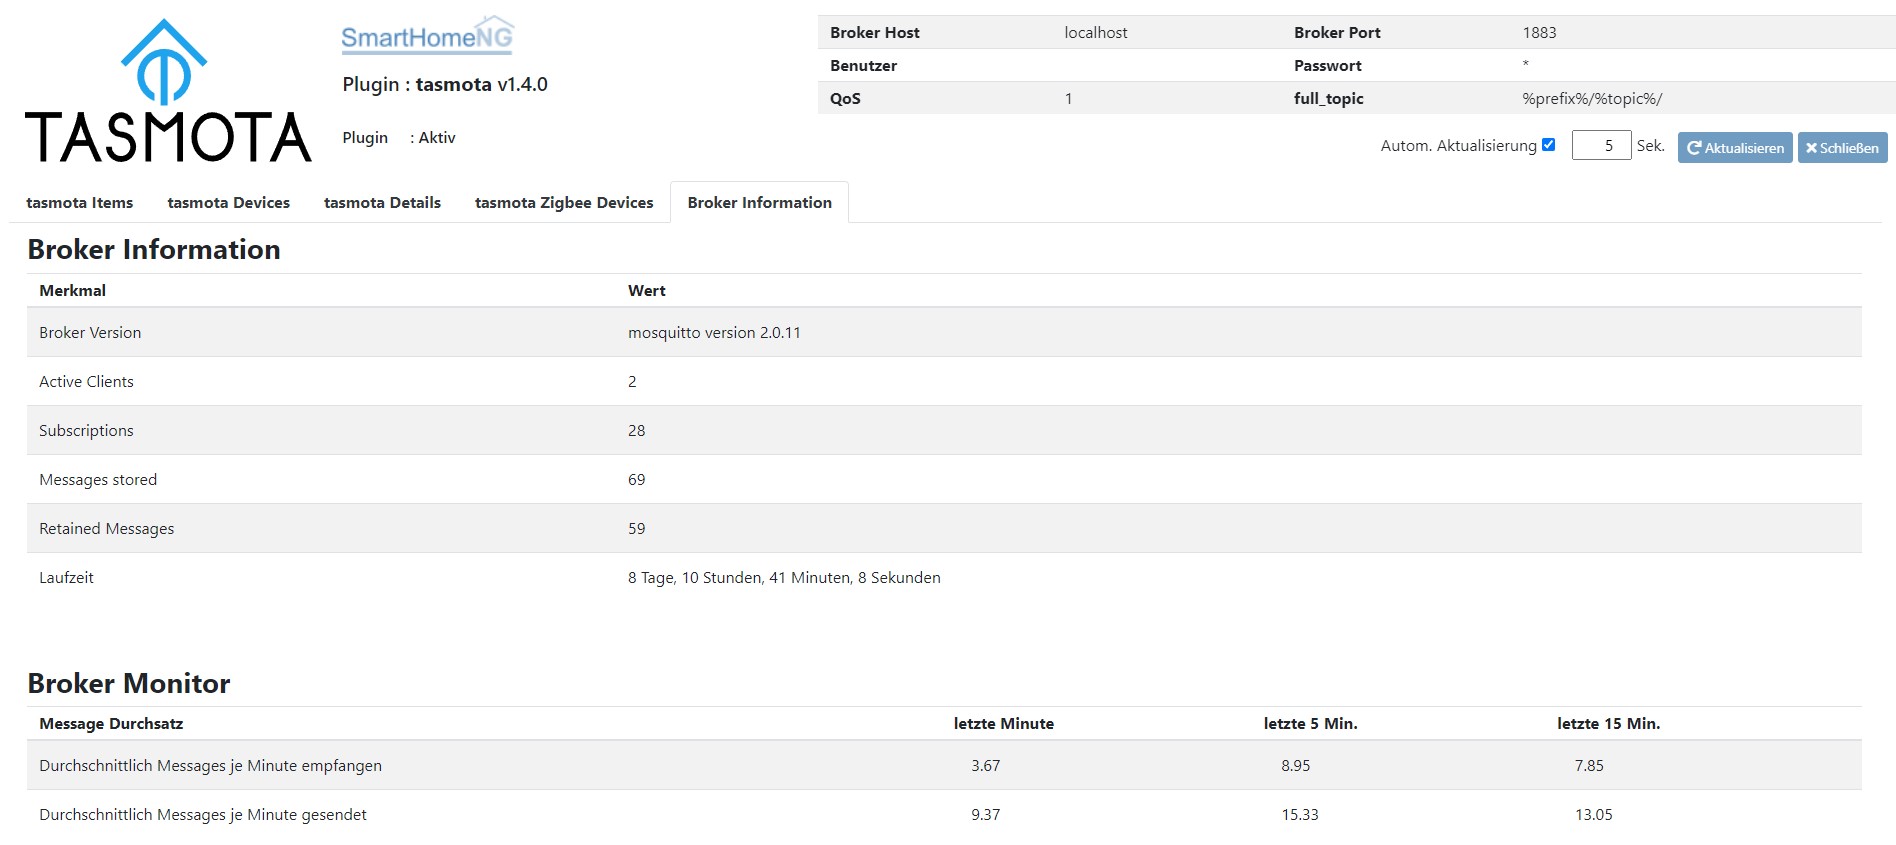 TASMOTA
SmartHomeNG
Plugin : tasmota v1.4.0
Plugin : Aktiv
Broker Host localhost Broker Port 1883
Benutzer Passwort *
QoS 1 full_topic %prefix%/%topic%/
Autom. Aktualisierung 5 Sek. Aktualisieren Schließen
tasmota Items tasmota Devices tasmota Details tasmota Zigbee Devices Broker Information
Broker Information
Merkmal Wert
Broker Version mosquitto version 2.0.11
Active Clients 2
Subscriptions 28
Messages stored 69
Retained Messages 59
Laufzeit 8 Tage, 10 Stunden, 41 Minuten, 8 Sekunden
Broker Monitor
Message Durchsatz letzte Minute letzte 5 Min. letzte 15 Min.
Durchschnittlich Messages je Minute empfangen 3.67 8.95 7.85
Durchschnittlich Messages je Minute gesendet 9.37 15.33 13.05